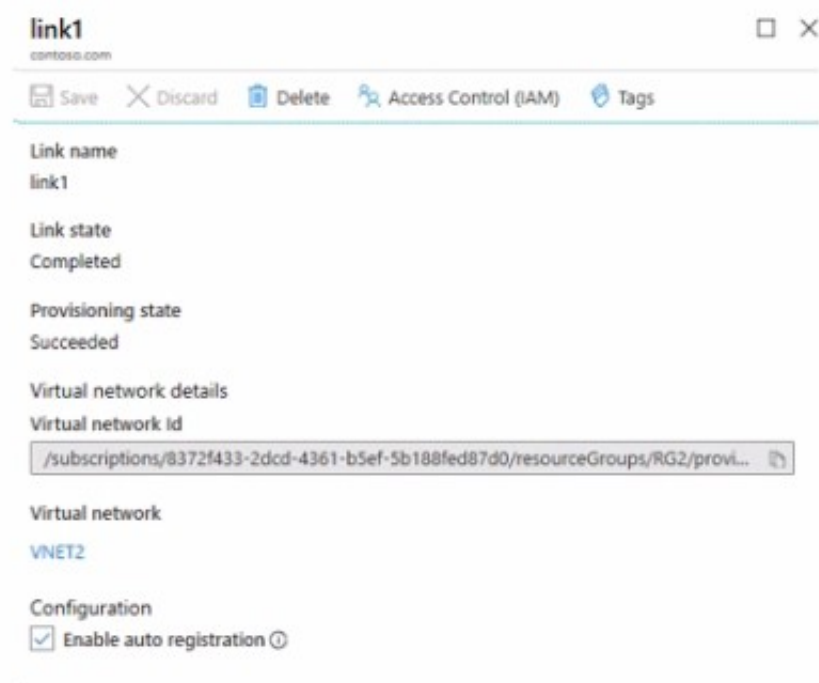 link1
contoso.com
Save Discard Delete Access Control (IAM) Tags
Link name
link1
Link state
Completed
Provisioning state
Succeeded
Virtual network details
Virtual network Id
/subscriptions/8372f433-2dcd-4361-b5ef-5b188fed87d0/resourceGroups/RG2/provi...
Virtual network
VNET2
Configuration
Enable auto registration